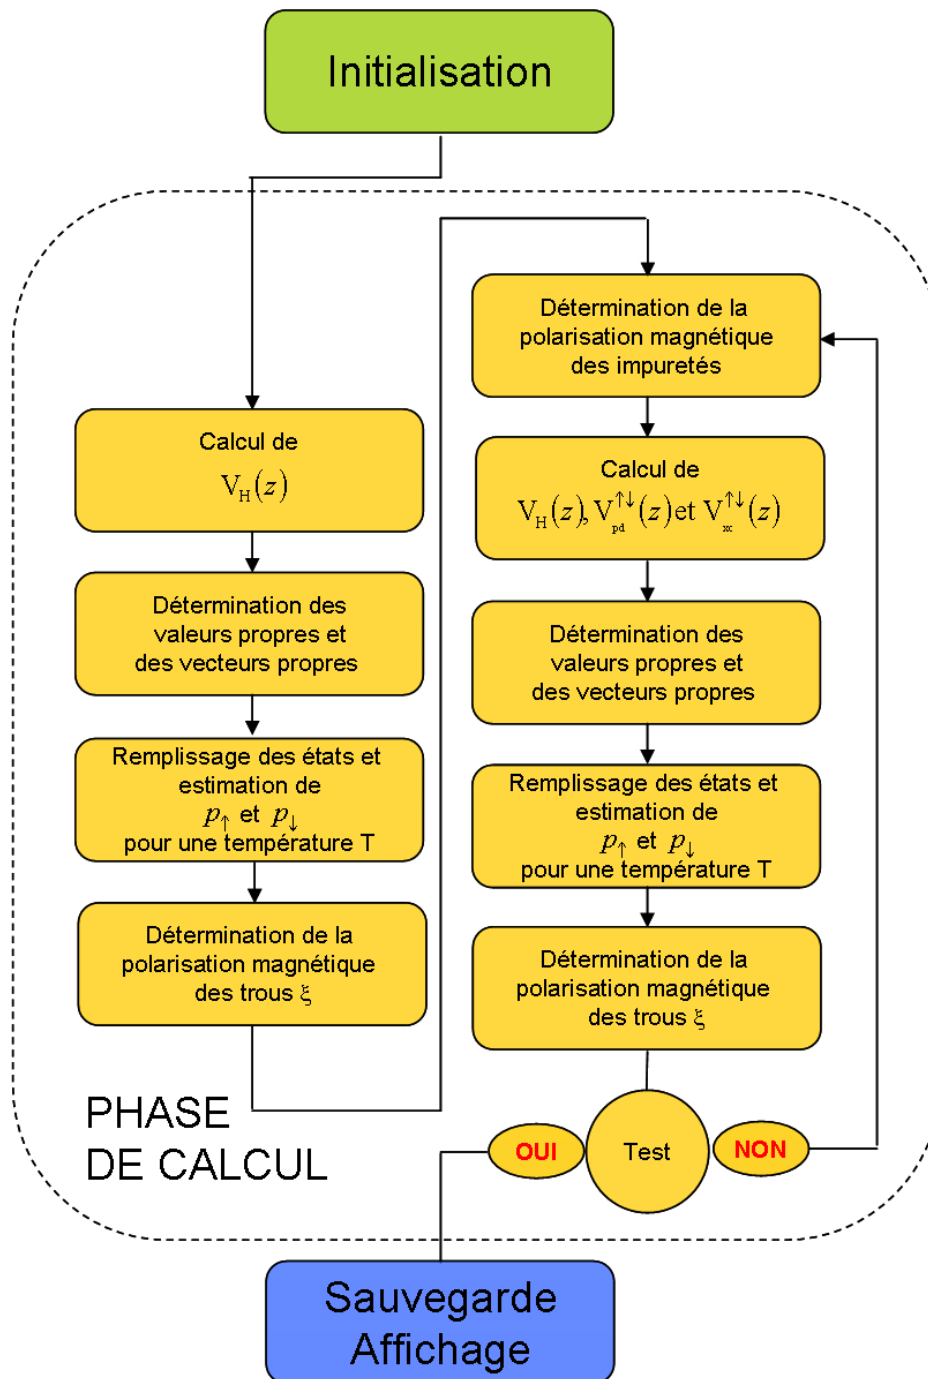 Initialisation
Calcul de
V_H(z)
Détermination des
valeurs propres et
des vecteurs propres
Remplissage des états et
estimation de
p↑ et p↓
pour une température T
Détermination de la
polarisation magnétique
des trous ξ
Détermination de la
polarisation magnétique
des impuretés
Calcul de
V_H(z), V_pd^↑↓(z) et V_xc^↑↓(z)
Détermination des
valeurs propres et
des vecteurs propres
Remplissage des états et
estimation de
p↑ et p↓
pour une température T
Détermination de la
polarisation magnétique
des trous ξ
OUI
Test
NON
PHASE
DE CALCUL
Sauvegarde
Affichage